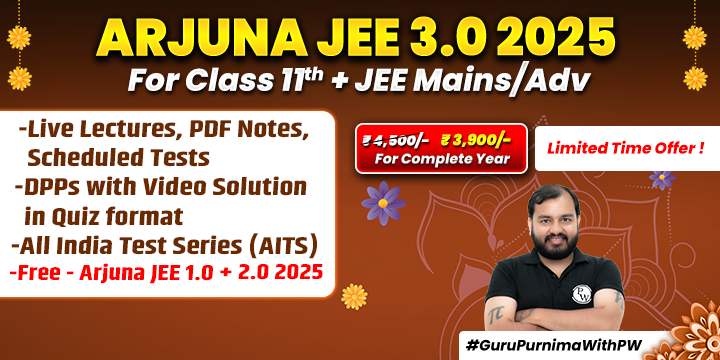 ARJUNA JEE 3.0 2025
For Class 11th + JEE Mains/Adv
-Live Lectures, PDF Notes,
Scheduled Tests
-DPPs with Video Solution
in Quiz format
-All India Test Series (AITS)
-Free - Arjuna JEE 1.0 + 2.0 2025
₹ 4,500/- ₹ 3,900/-
For Complete Year
Limited Time Offer !
PW
π
#GuruPurnimaWithPW